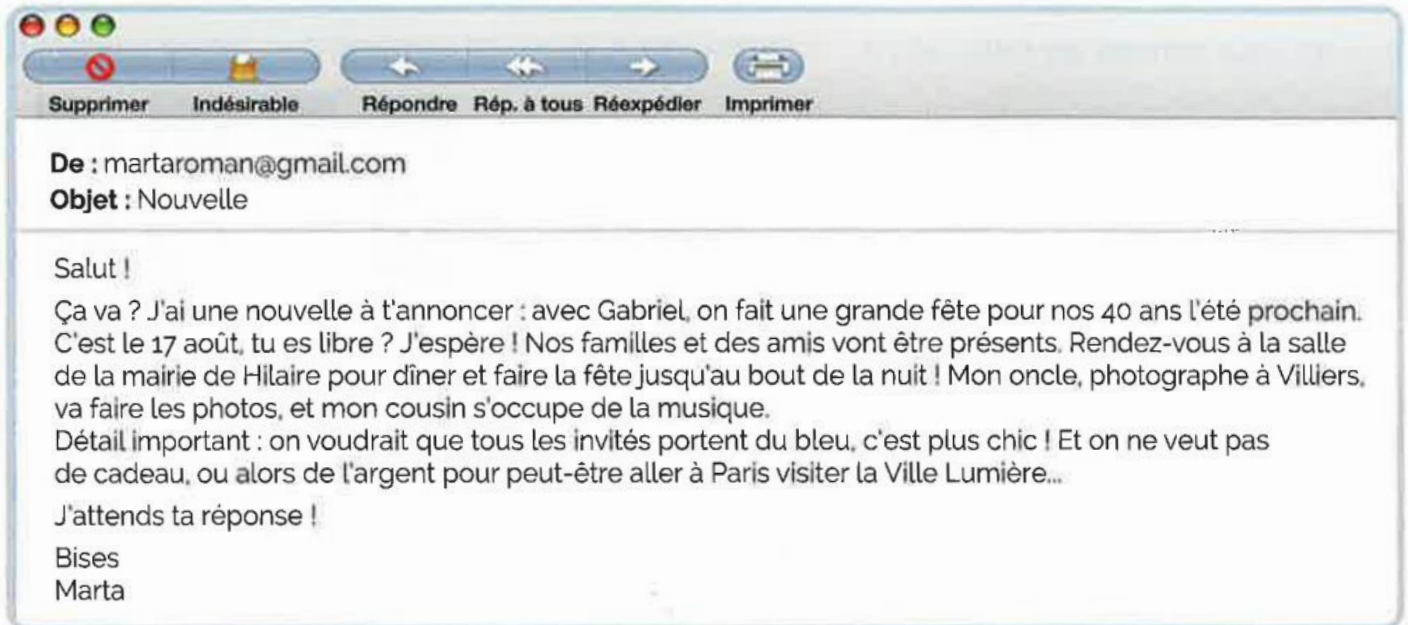 Supprimer Indésirable Répondre Rép. à tous Réexpédier Imprimer
De : martaroman@gmail.com
Objet : Nouvelle
Salut !
Ça va ? J'ai une nouvelle à t'annoncer : avec Gabriel, on fait une grande fête pour nos 40 ans l'été prochain.
C'est le 17 août, tu es libre ? J'espère ! Nos familles et des amis vont être présents. Rendez-vous à la salle
de la mairie de Hilaire pour dîner et faire la fête jusqu'au bout de la nuit ! Mon oncle, photographe à Villiers,
va faire les photos, et mon cousin s'occupe de la musique.
Détail important : on voudrait que tous les invités portent du bleu, c'est plus chic ! Et on ne veut pas
de cadeau, ou alors de l'argent pour peut-être aller à Paris visiter la Ville Lumière...
J'attends ta réponse !
Bises
Marta